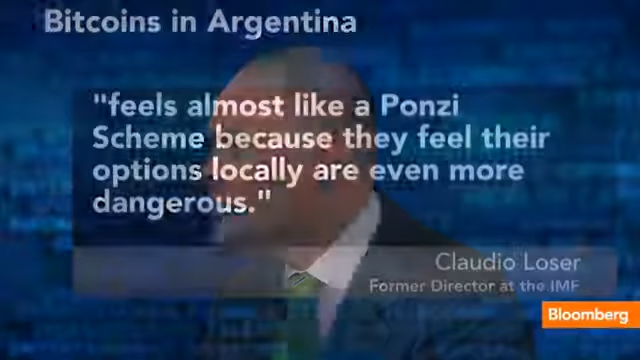 Bitcoins in Argentina
"feels almost like a Ponzi
Scheme because they feel their
options locally are even more
dangerous."
Claudio Loser
Former Director at the IMF
Bloomberg